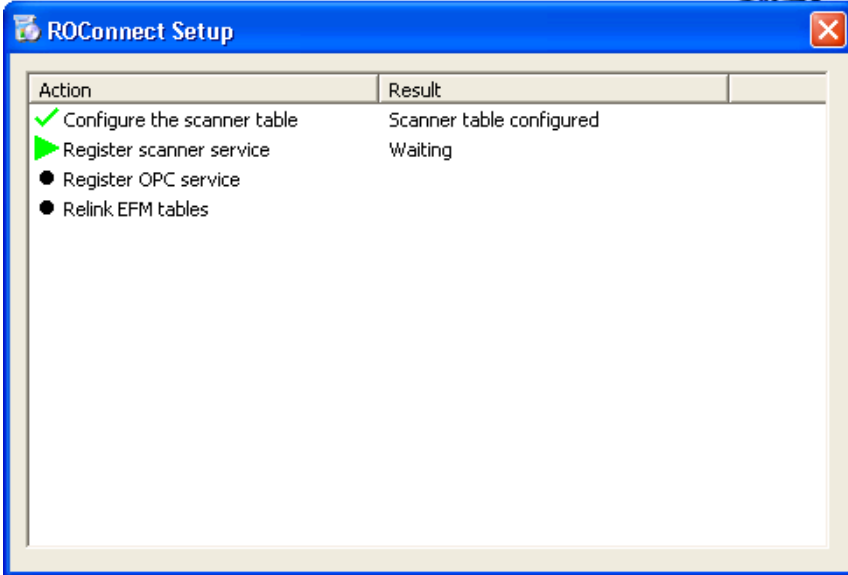 ROConnect Setup
Action Result
Configure the scanner table Scanner table configured
Register scanner service Waiting
Register OPC service
Relink EFM tables